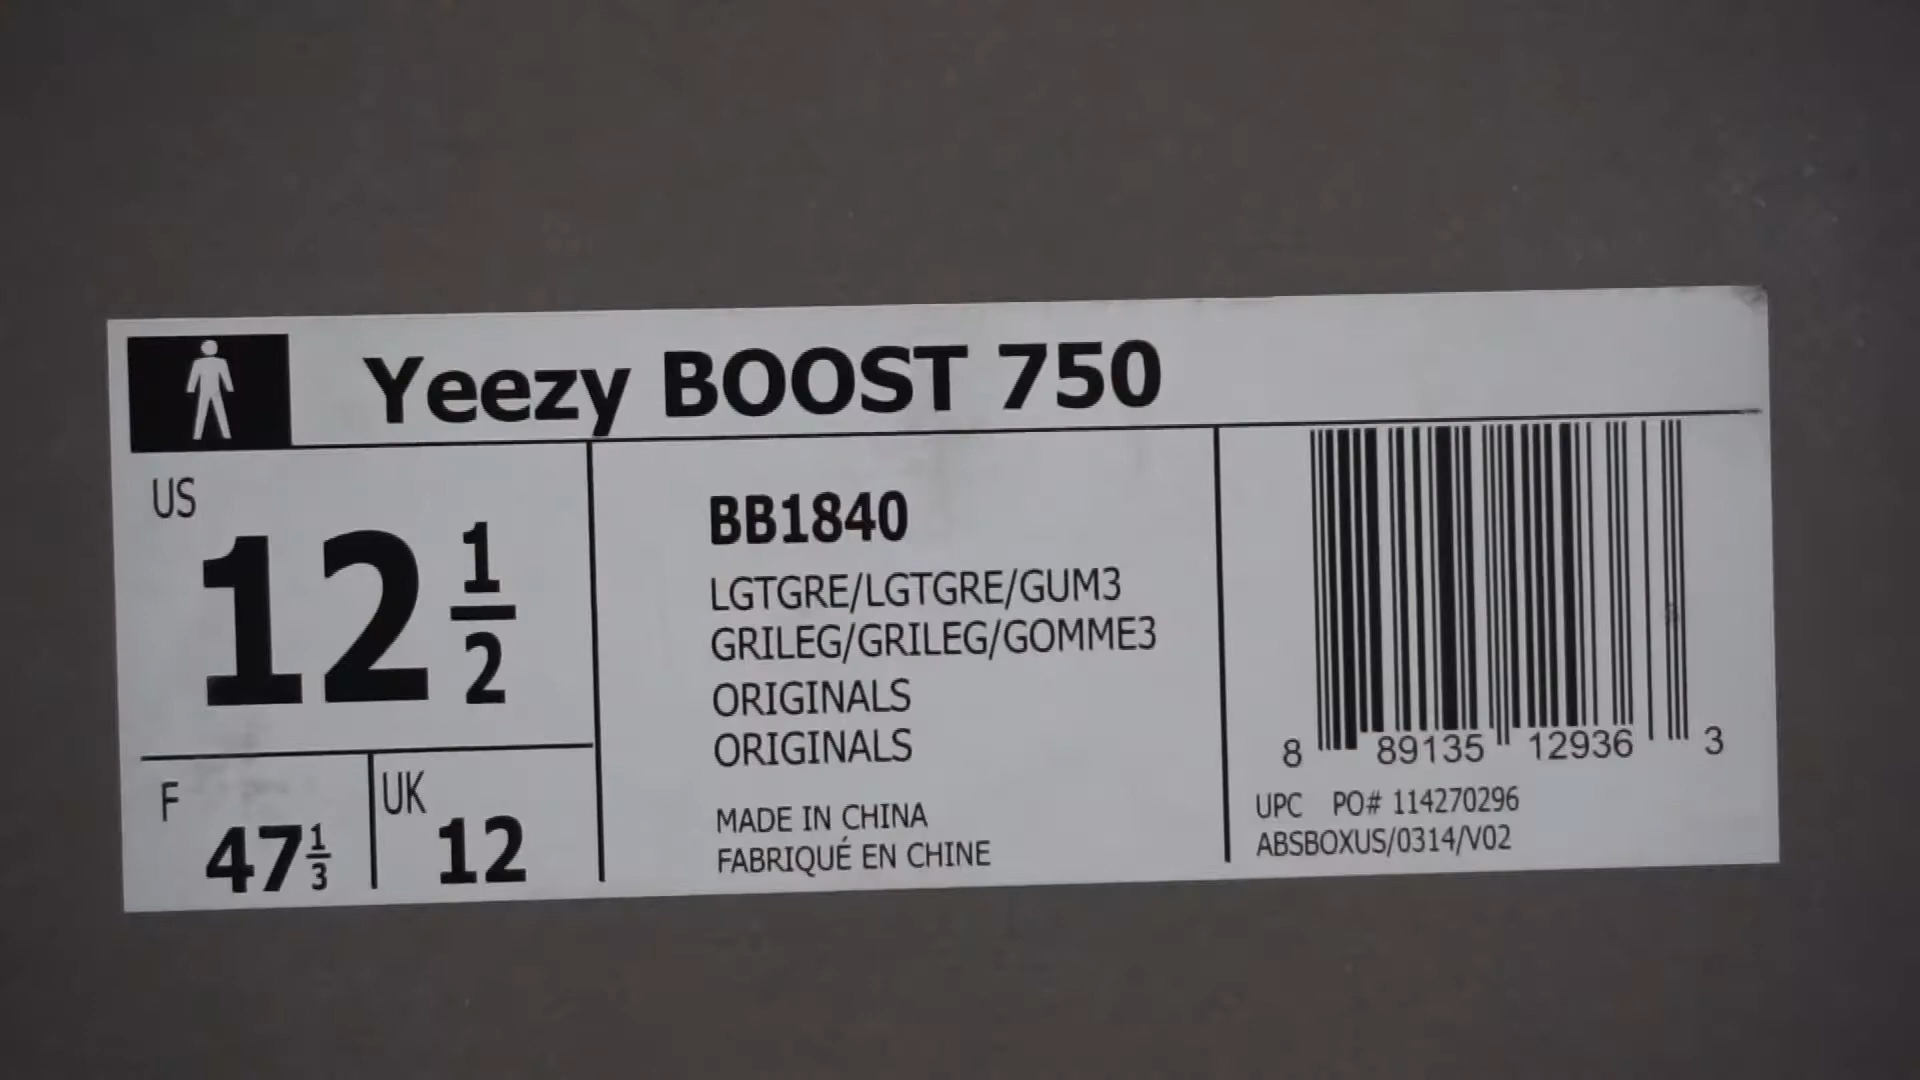 Yeezy BOOST 750
US
12 1/2
F
47 1/3
UK
12
BB1840
LGTGRE/LGTGRE/GUM3
GRILEG/GRILEG/GOMME3
ORIGINALS
ORIGINALS
MADE IN CHINA
FABRIQUÉ EN CHINE
8 89135 12936 3
UPC PO# 114270296
ABSBOXUS/0314/V02